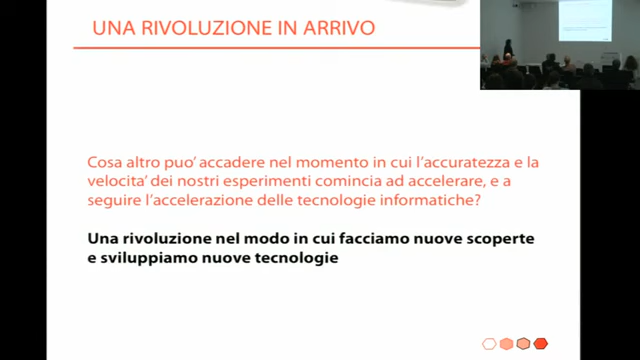 UNA RIVOLUZIONE IN ARRIVO
Cosa altro puo' accadere nel momento in cui l'accuratezza e la
velocita' dei nostri esperimenti comincia ad accelerare, e a
seguire l'accelerazione delle tecnologie informatiche?
Una rivoluzione nel modo in cui facciamo nuove scoperte
e sviluppiamo nuove tecnologie